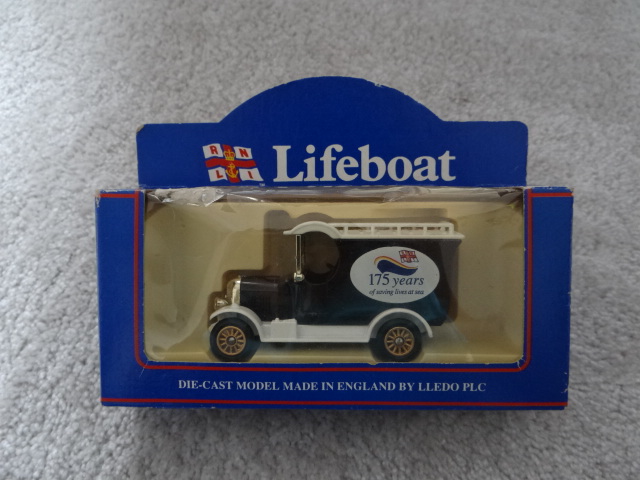 R N
L I
Lifeboat
175 years
of saving lives at sea
DIE-CAST MODEL MADE IN ENGLAND BY LLEDO PLC